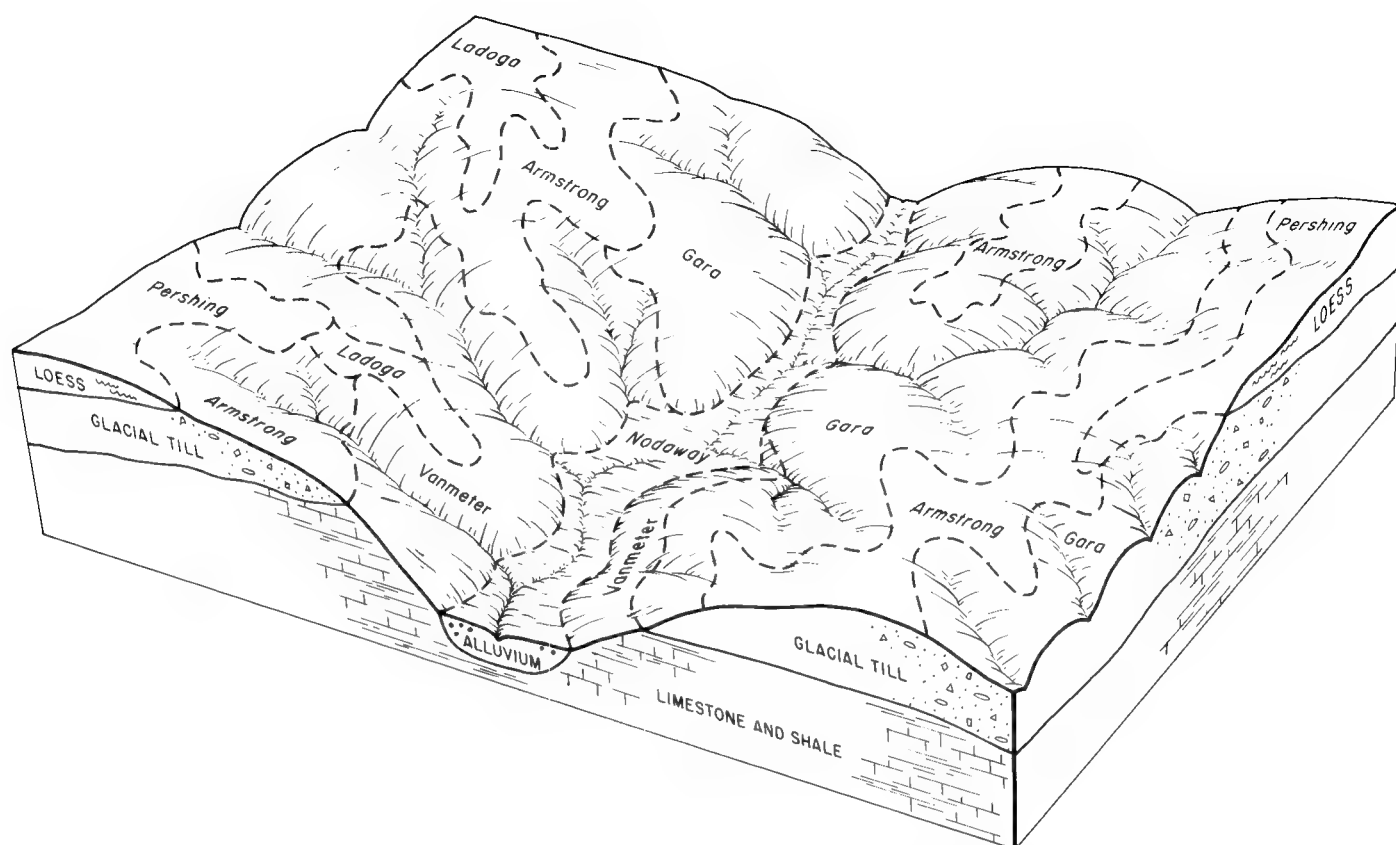 Ladoga
Armstrong
Gara
Armstrong
Pershing
LOESS
Pershing
Ladoga
LOESS
GLACIAL TILL
Armstrong
Vanmeter
Nodaway
Gara
Vanmeter
Armstrong
Gara
ALLUVIUM
GLACIAL TILL
LIMESTONE AND SHALE